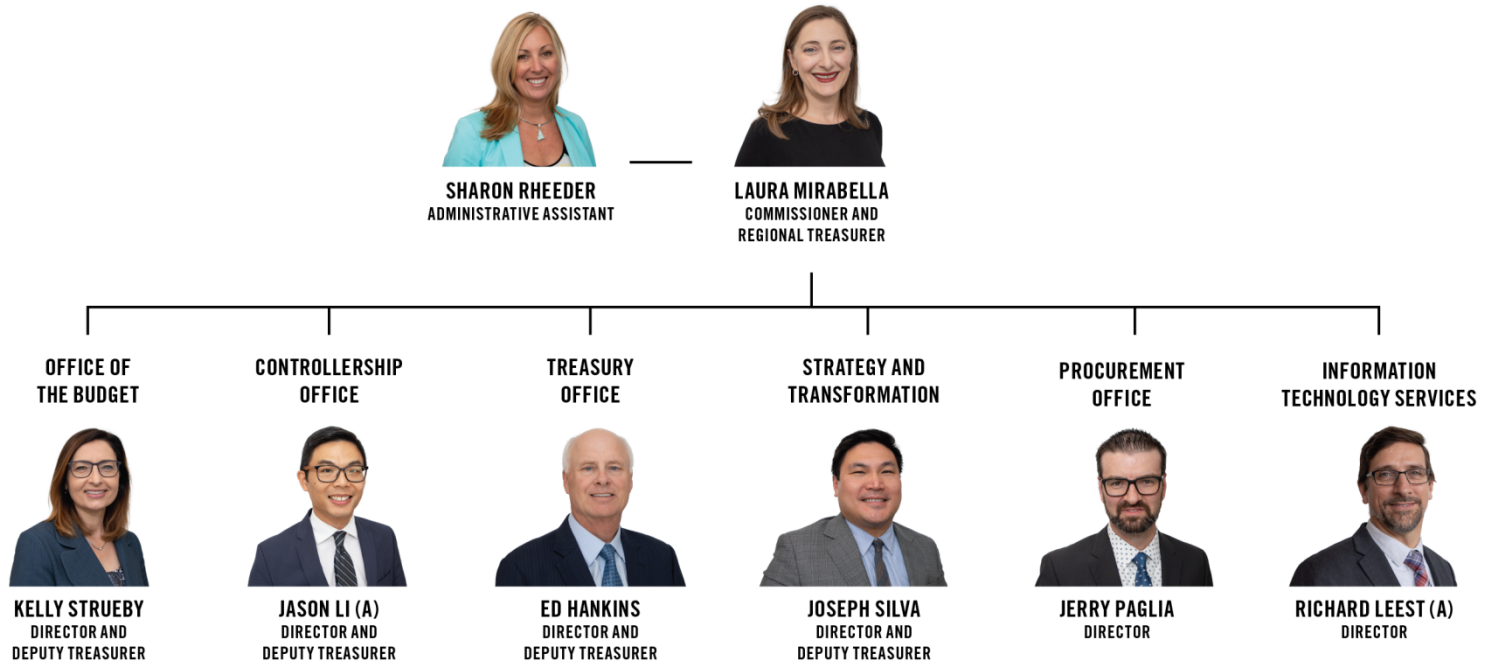 SHARON RHEEDER
ADMINISTRATIVE ASSISTANT
LAURA MIRABELLA
COMMISSIONER AND
REGIONAL TREASURER
OFFICE OF
THE BUDGET
KELLY STRUEBY
DIRECTOR AND
DEPUTY TREASURER
CONTROLLERSHIP
OFFICE
JASON LI (A)
DIRECTOR AND
DEPUTY TREASURER
TREASURY
OFFICE
ED HANKINS
DIRECTOR AND
DEPUTY TREASURER
STRATEGY AND
TRANSFORMATION
JOSEPH SILVA
DIRECTOR AND
DEPUTY TREASURER
PROCUREMENT
OFFICE
JERRY PAGLIA
DIRECTOR
INFORMATION
TECHNOLOGY SERVICES
RICHARD LEEST (A)
DIRECTOR